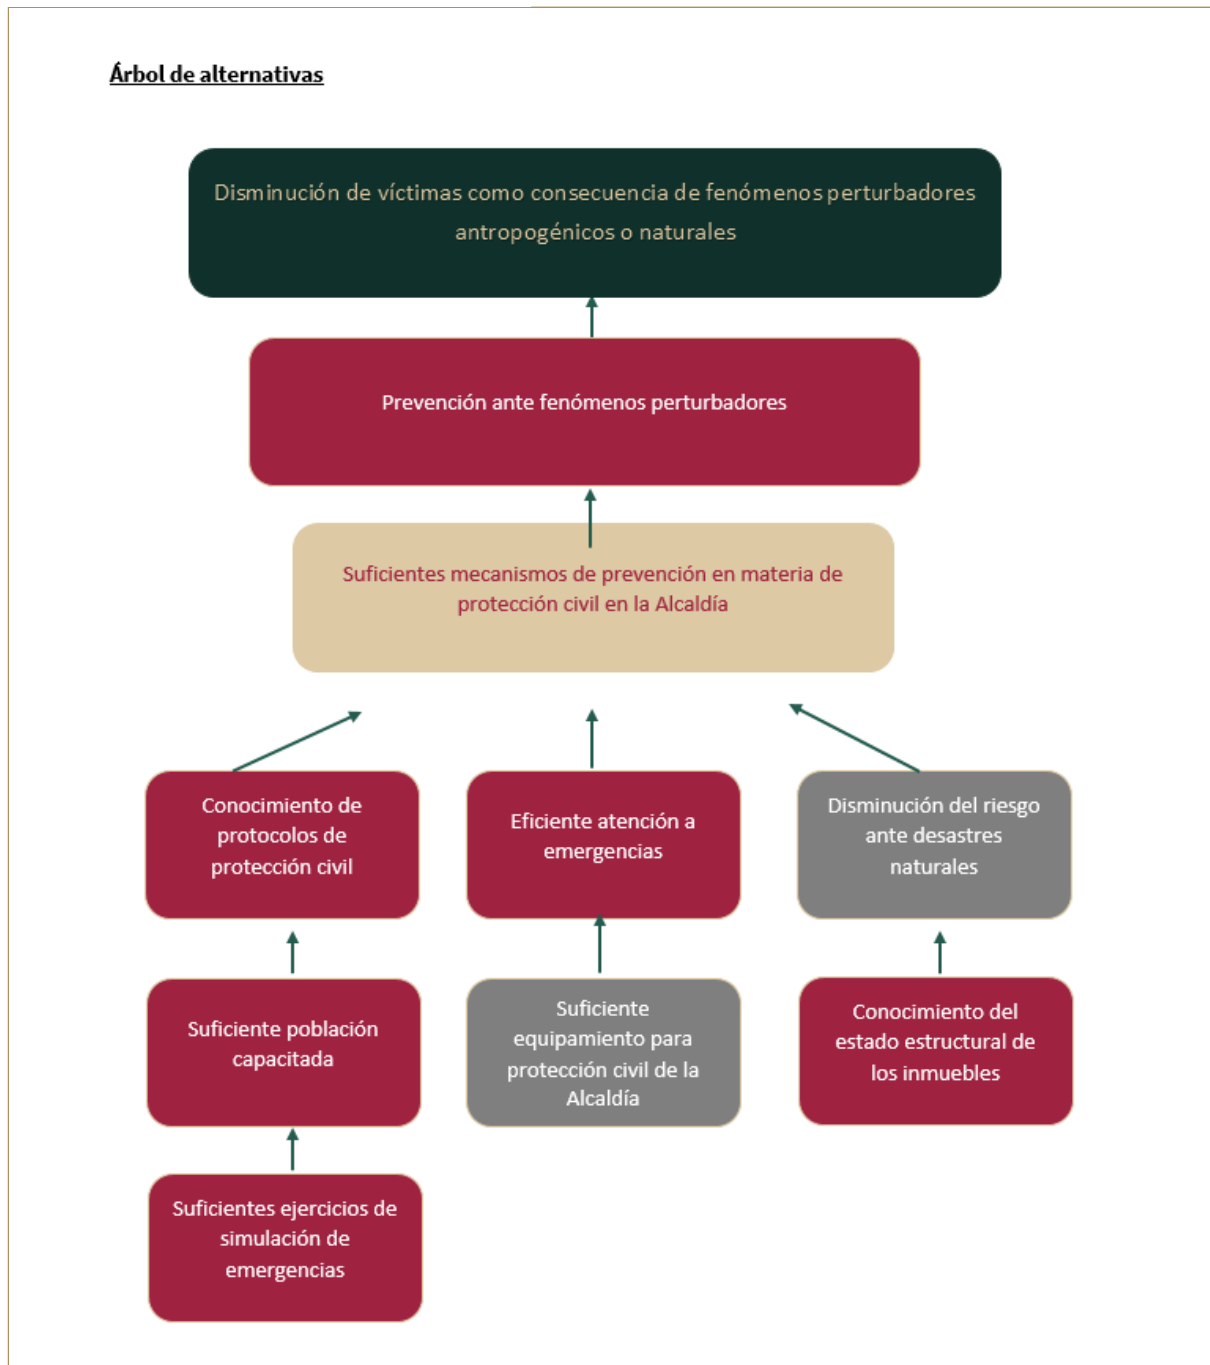 Árbol de alternativas
Disminución de víctimas como consecuencia de fenómenos perturbadores
antropogénicos o naturales
Prevención ante fenómenos perturbadores
Suficientes mecanismos de prevención en materia de
protección civil en la Alcaldía
Conocimiento de
protocolos de
protección civil
Eficiente atención a
emergencias
Disminución del riesgo
ante desastres
naturales
Suficiente población
capacitada
Suficiente
equipamiento para
protección civil de la
Alcaldía
Conocimiento del
estado estructural de
los inmuebles
Suficientes ejercicios de
simulación de
emergencias